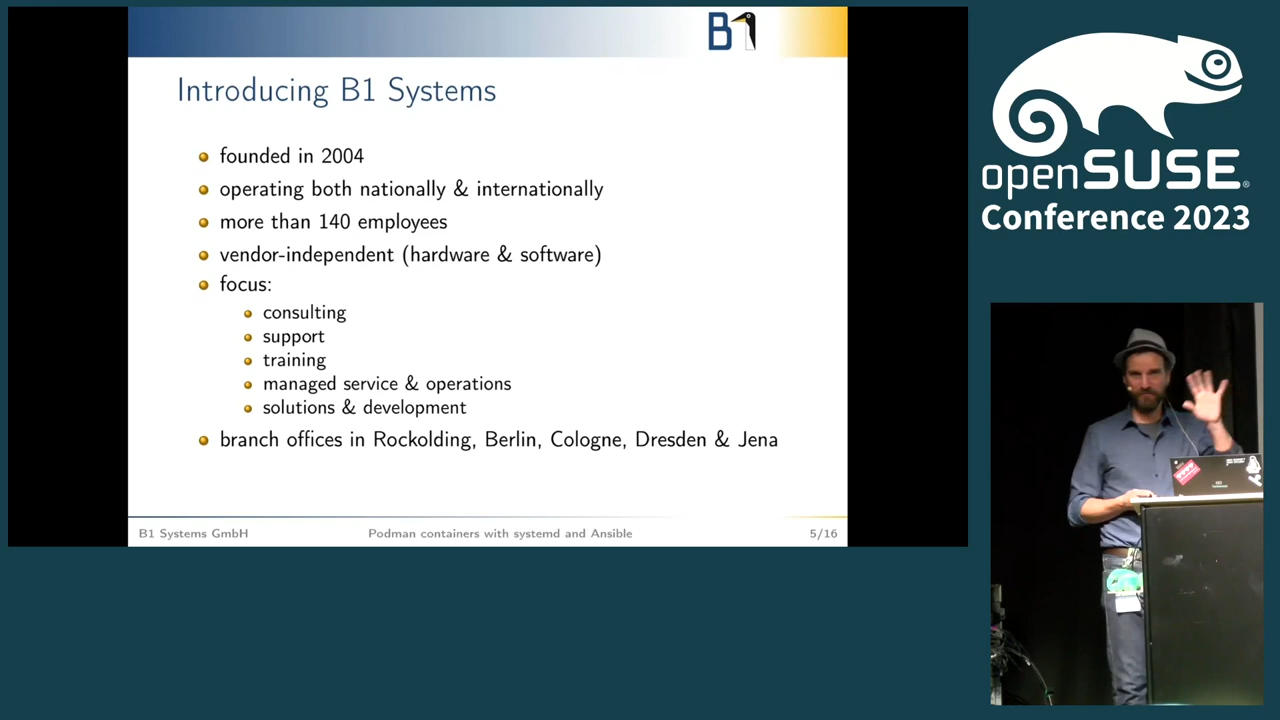 B1
Introducing B1 Systems
founded in 2004
operating both nationally & internationally
more than 140 employees
vendor-independent (hardware & software)
focus:
consulting
support
training
managed service & operations
solutions & development
branch offices in Rockolding, Berlin, Cologne, Dresden & Jena
B1 Systems GmbH
Podman containers with systemd and Ansible
5/16
openSUSE®
Conference 2023